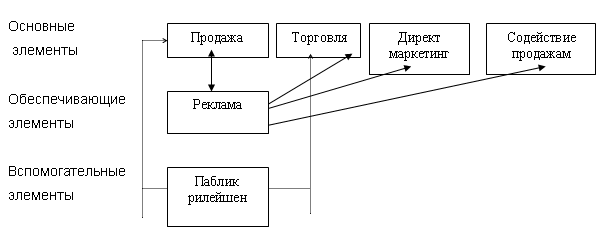 Основные
элементы
Продажа
Торговля
Директ
маркетинг
Содействие
продажам
Обеспечивающие
элементы
Реклама
Вспомогательные
элементы
Паблик
рилейшен